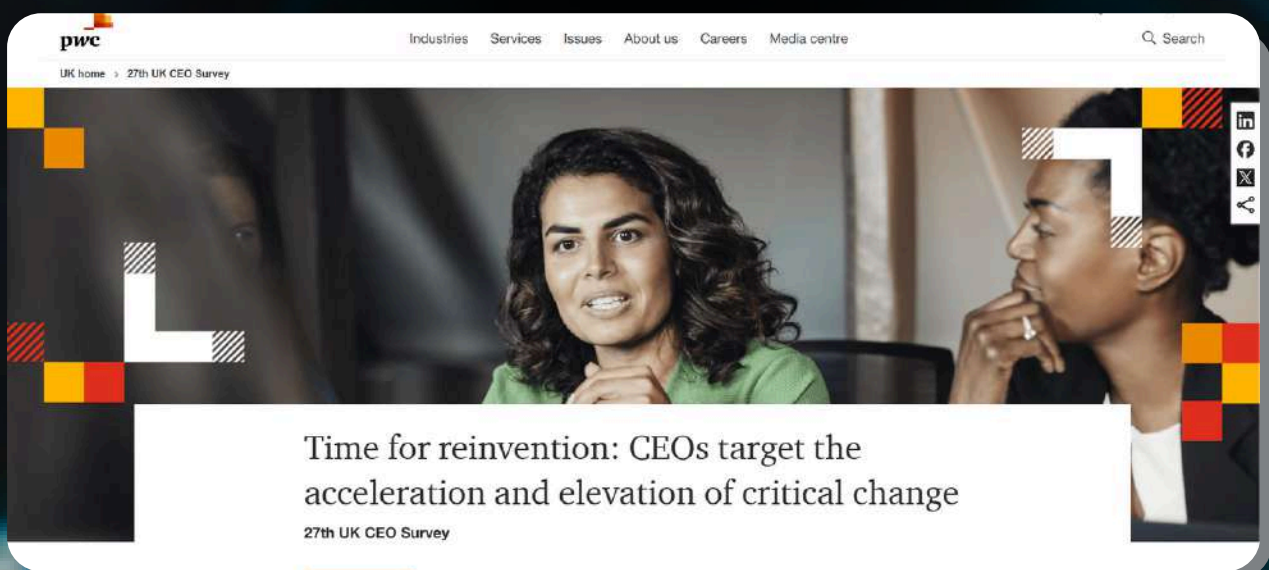 pwc
Industries Services Issues About us Careers Media centre
Search
UK home > 27th UK CEO Survey
in
Time for reinvention: CEOs target the
acceleration and elevation of critical change
27th UK CEO Survey